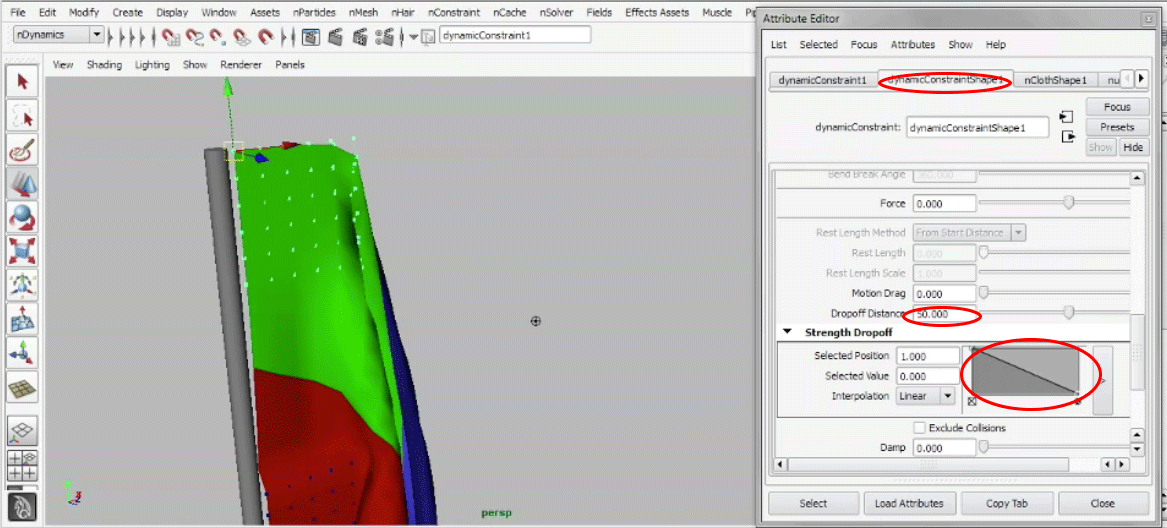 File Edit Modify Create Display Window Assets nParticles nMesh nHair nConstraint nCache nSolver Fields Effects Assets Muscle
Attribute Editor
nDynamics
dynamicConstraint1
List Selected Focus Attributes Show Help
View Shading Lighting Show Renderer Panels
dynamicConstraint1 dynamicConstraintShape1 nClothShape1 nu
Focus
dynamicConstraint: dynamicConstraintShape1
Presets
Show Hide
Bend Break Angle 360.000
Force 0.000
Rest Length Method From Start Distance
Rest Length 0.000
Rest Length Scale 1.000
Motion Drag 0.000
Dropoff Distance 50.000
Strength Dropoff
Selected Position 1.000
Selected Value 0.000
Interpolation Linear
>
Exclude Collisions
Damp 0.000
Select Load Attributes Copy Tab Close
persp